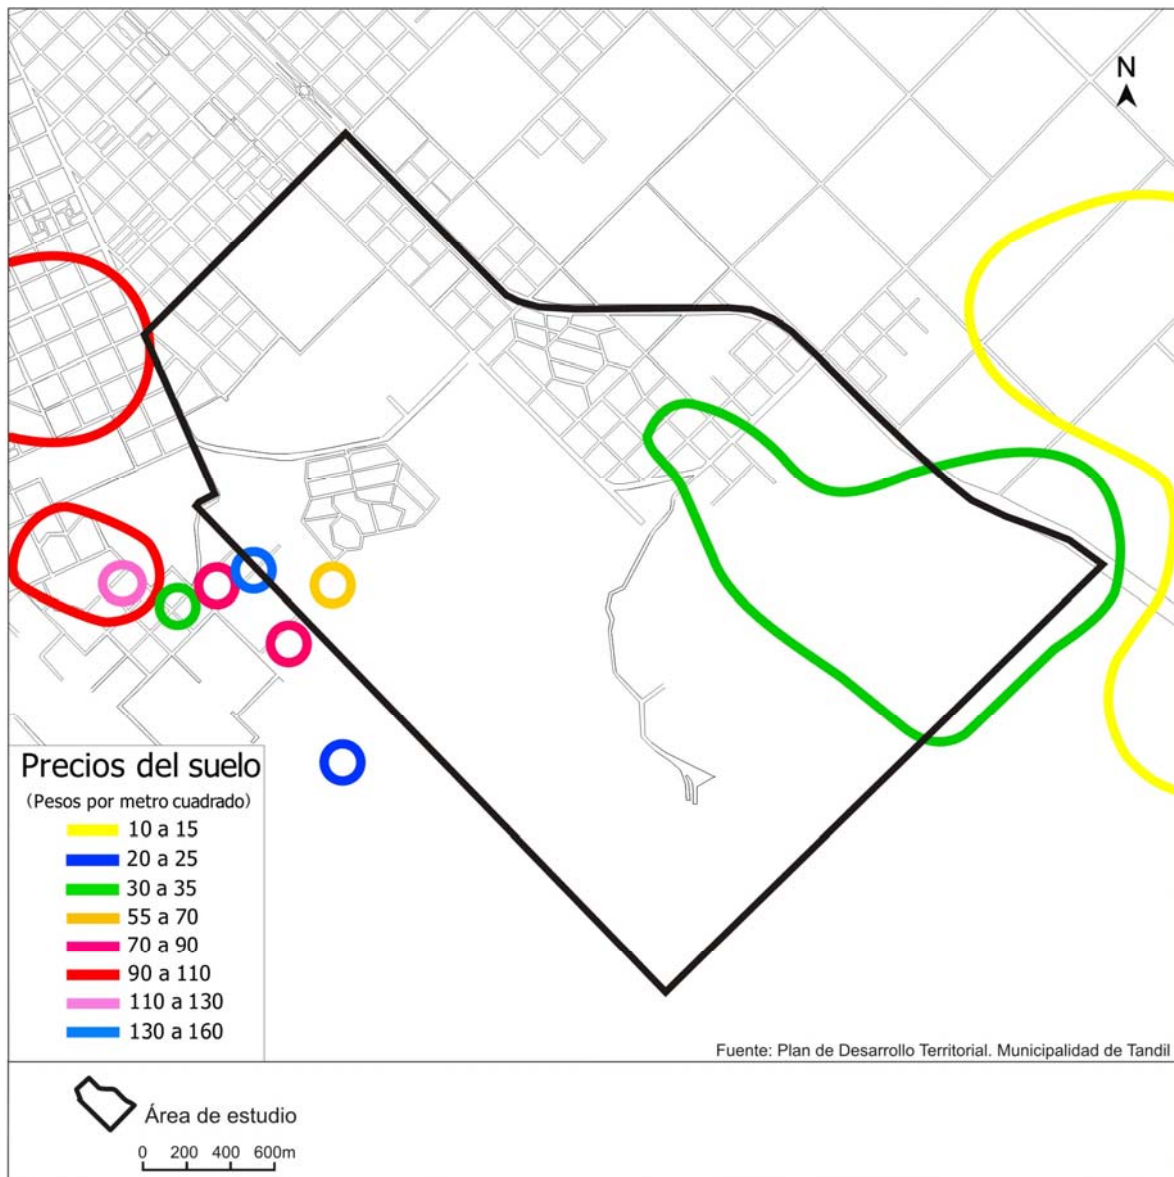 N
Precios del suelo
(Pesos por metro cuadrado)
10 a 15
20 a 25
30 a 35
55 a 70
70 a 90
90 a 110
110 a 130
130 a 160
Fuente: Plan de Desarrollo Territorial. Municipalidad de Tandil
Área de estudio
0 200 400 600m